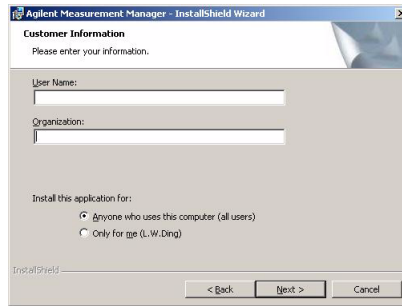 Agilent Measurement Manager - InstallShield Wizard
Customer Information
Please enter your information.
User Name:
Organization:
Install this application for:
Anyone who uses this computer (all users)
Only for me (L.W.Ding)
InstallShield
< Back Next > Cancel